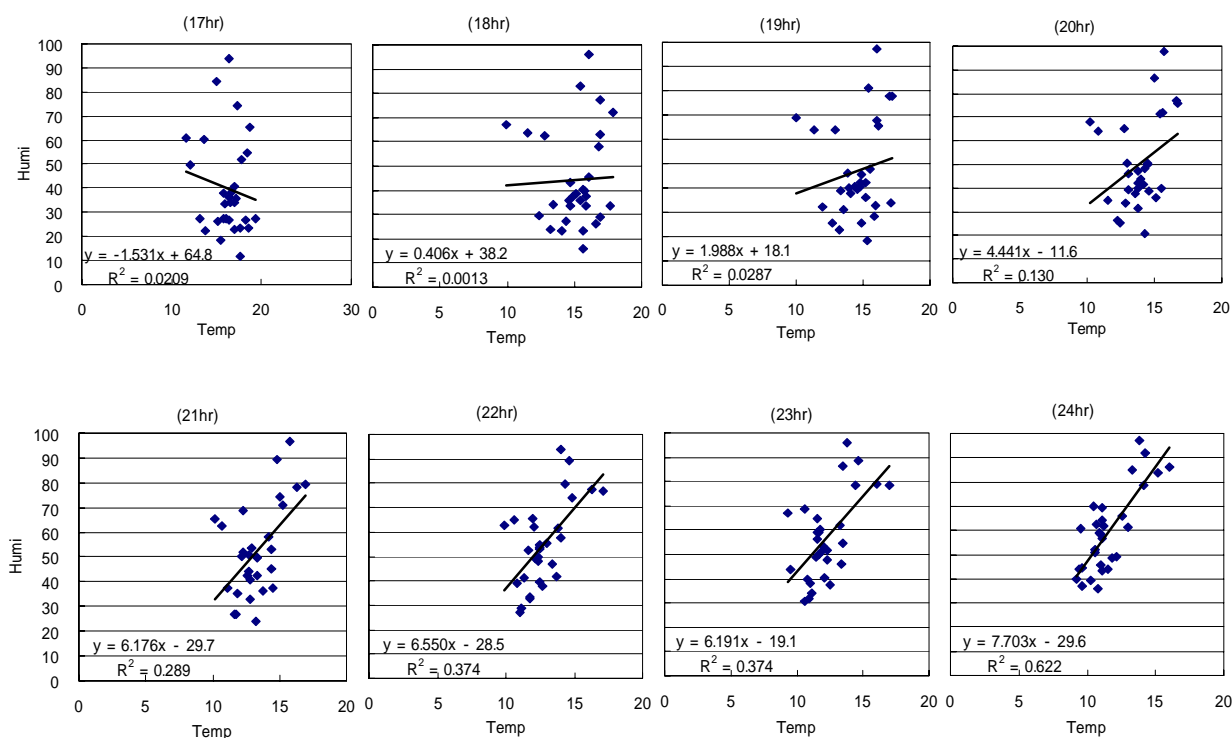 (17hr)
(18hr)
(19hr)
(20hr)
Humi
100
90
80
70
60
50
40
30
20
10
0
y = -1.531x + 64.8
R² = 0.0209
y = 0.406x + 38.2
R² = 0.0013
y = 1.988x + 18.1
R² = 0.0287
y = 4.441x - 11.6
R² = 0.130
0 10 20 30
0 5 10 15 20
0 5 10 15 20
0 5 10 15 20
Temp
Temp
Temp
Temp
(21hr)
(22hr)
(23hr)
(24hr)
Humi
100
90
80
70
60
50
40
30
20
10
0
y = 6.176x - 29.7
R² = 0.289
y = 6.550x - 28.5
R² = 0.374
y = 6.191x - 19.1
R² = 0.374
y = 7.703x - 29.6
R² = 0.622
0 5 10 15 20
0 5 10 15 20
0 5 10 15 20
0 5 10 15 20
Temp
Temp
Temp
Temp